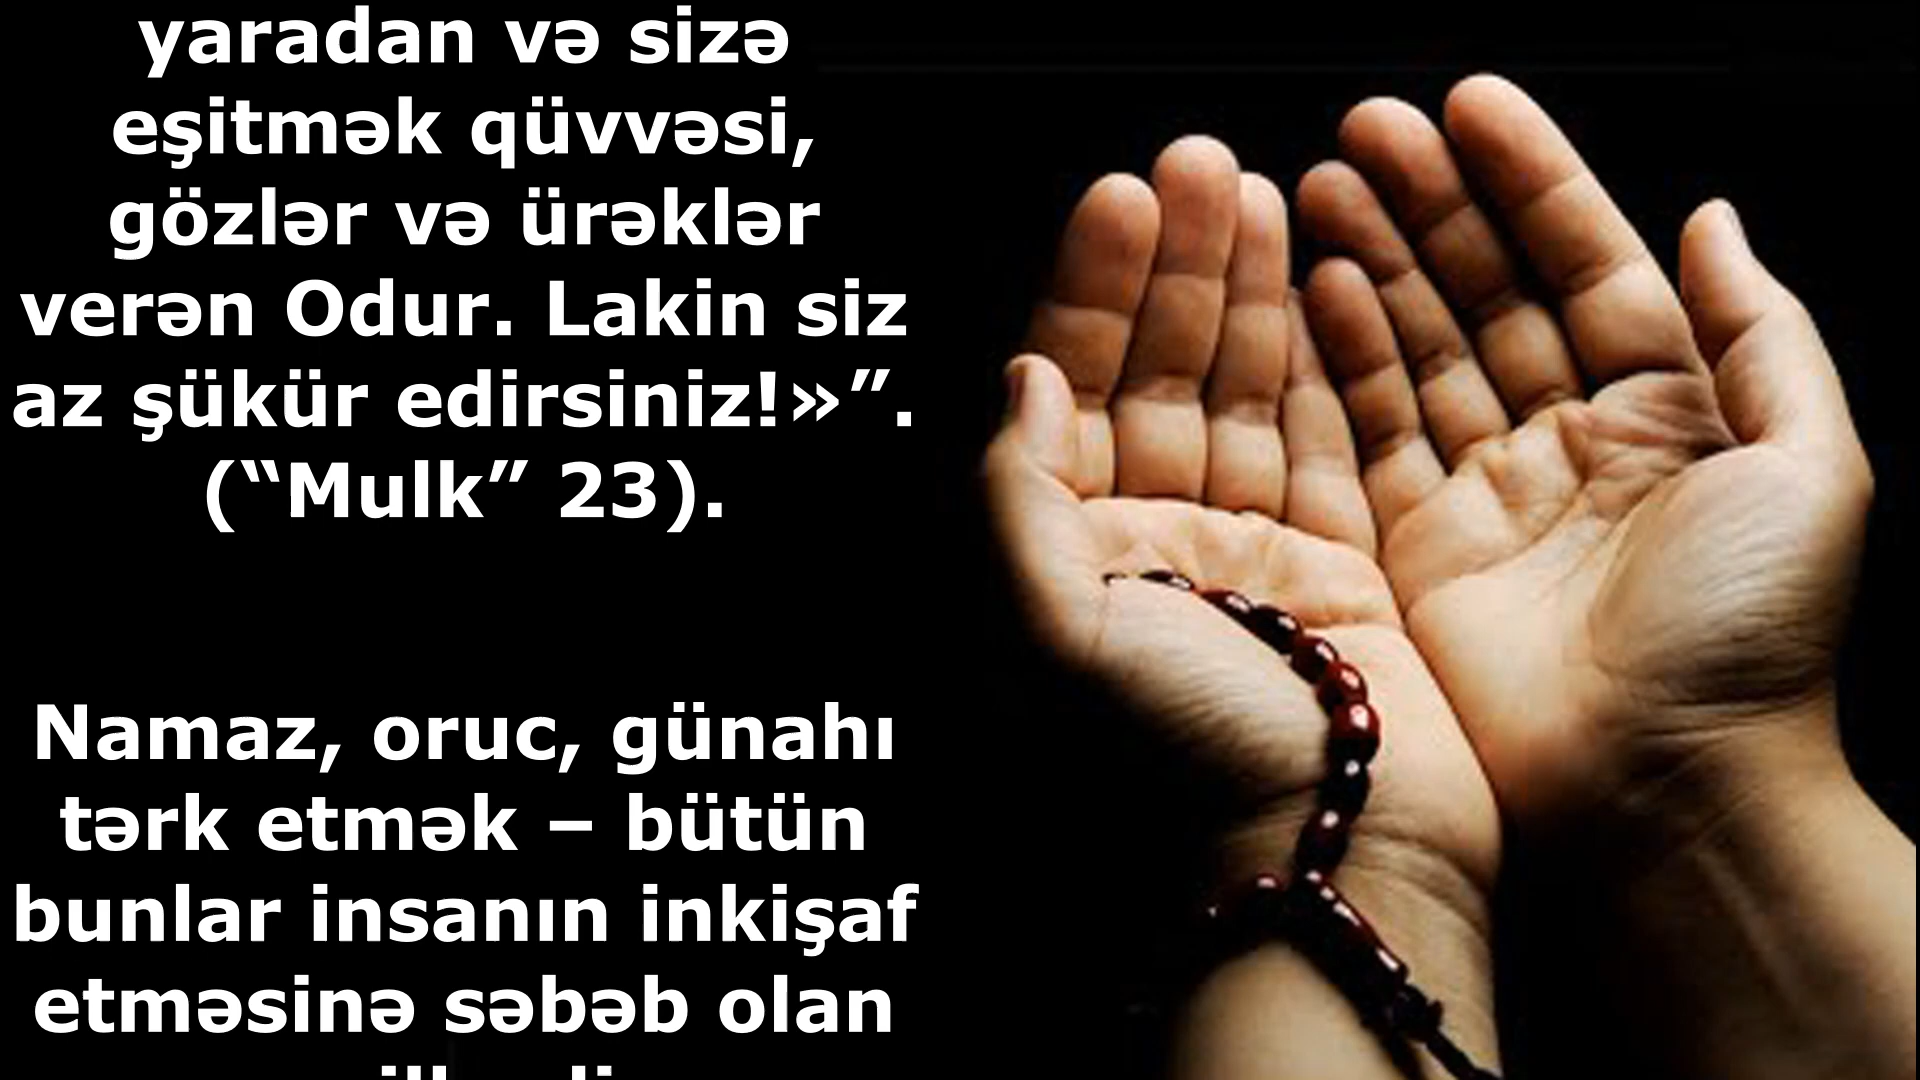 yaradan və sizə
eşitmək qüvvəsi,
gözlər və ürəklər
verən Odur. Lakin siz
az şükür edirsiniz!»”.
(“Mulk” 23).
Namaz, oruc, günahı
tərk etmək – bütün
bunlar insanın inkişaf
etməsinə səbəb olan